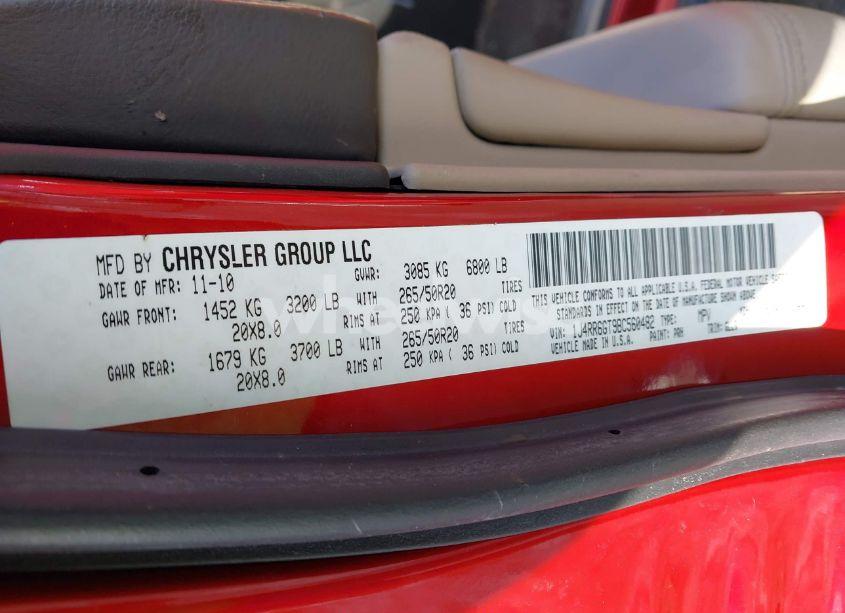 MFD BY CHRYSLER GROUP LLC
DATE OF MFR: 11-10 GVWR: 3085 KG 6800 LB
GAWR FRONT: 1452 KG 3200 LB WITH 265/50R20 TIRES
20X8.0 RIMS AT 250 KPA ( 36 PSI) COLD
GAWR REAR: 1679 KG 3700 LB WITH 265/50R20 TIRES
20X8.0 RIMS AT 250 KPA ( 36 PSI) COLD
THIS VEHICLE CONFORMS TO ALL APPLICABLE U.S.A. FEDERAL MOTOR VEHICLE
STANDARDS IN EFFECT ON THE DATE OF MANUFACTURE SHOWN ABOVE.
VIN: 1J4RR6GT9BC560482 TYPE: MPV
VEHICLE MADE IN U.S.A. PAINT: PRH TRIM: